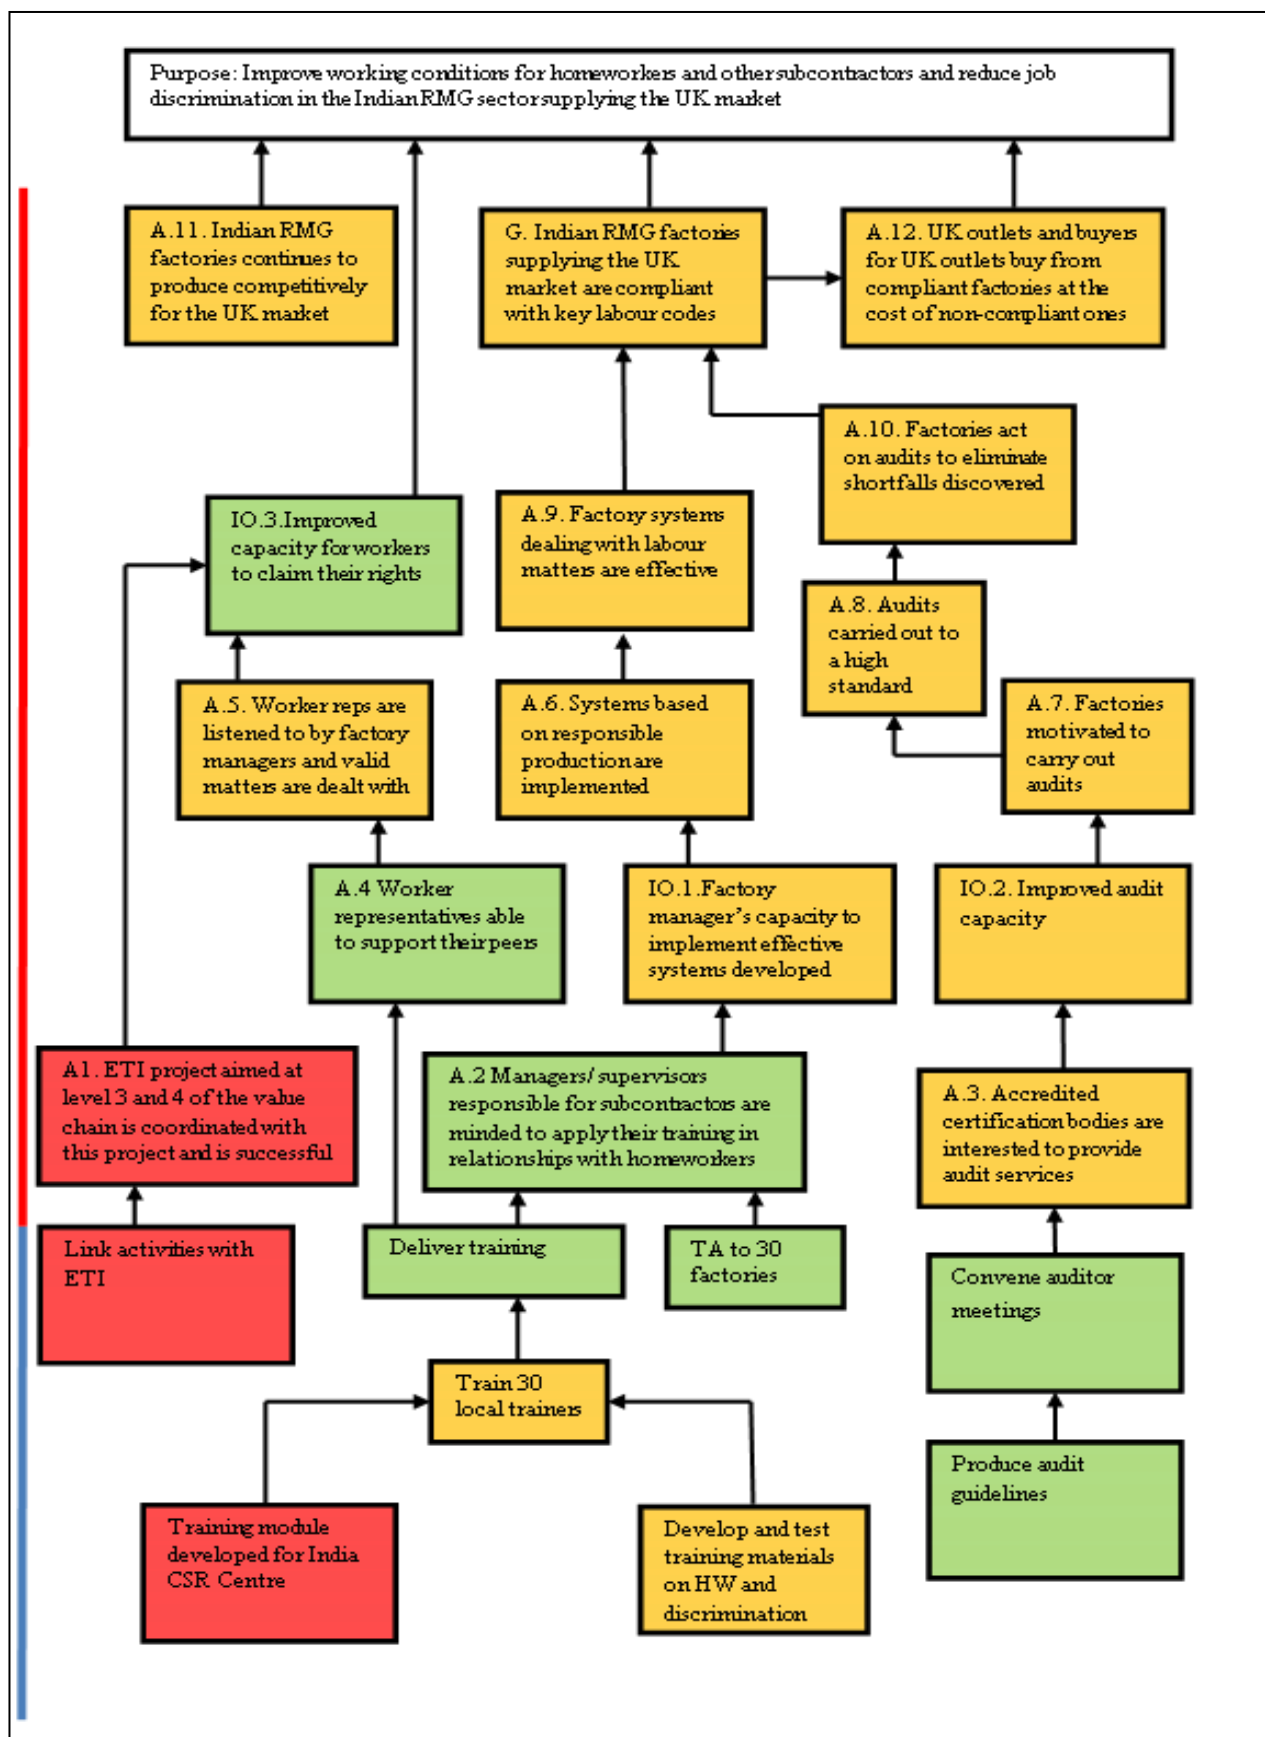 Purpose: Improve working conditions for homeworkers and other subcontractors and reduce job
discrimination in the Indian RMG sector supplying the UK market
A.11. Indian RMG
factories continues to
produce competitively
for the UK market
G. Indian RMG factories
supplying the UK
market are compliant
with key labour codes
A.12. UK outlets and buyers
for UK outlets buy from
compliant factories at the
cost of non-compliant ones
A.10. Factories act
on audits to eliminate
shortfalls discovered
IO.3.Improved
capacity for workers
to claim their rights
A.9. Factory systems
dealing with labour
matters are effective
A.8. Audits
carried out to
a high
standard
A.5. Worker reps are
listened to by factory
managers and valid
matters are dealt with
A.6. Systems based
on responsible
production are
implemented
A.7. Factories
motivated to
carry out
audits
A.4 Worker
representatives able
to support their peers
IO.1.Factory
manager's capacity to
implement effective
systems developed
IO.2. Improved audit
capacity
A1. ETI project aimed at
level 3 and 4 of the value
chain is coordinated with
this project and is successful
A.2 Managers/supervisors
responsible for subcontractors are
minded to apply their training in
relationships with homeworkers
A.3. Accredited
certification bodies are
interested to provide
audit services
Link activities with
ETI
Deliver training
TA to 30
factories
Convene auditor
meetings
Train 30
local trainers
Produce audit
guidelines
Training module
developed for India
CSR Centre
Develop and test
training materials
on HW and
discrimination